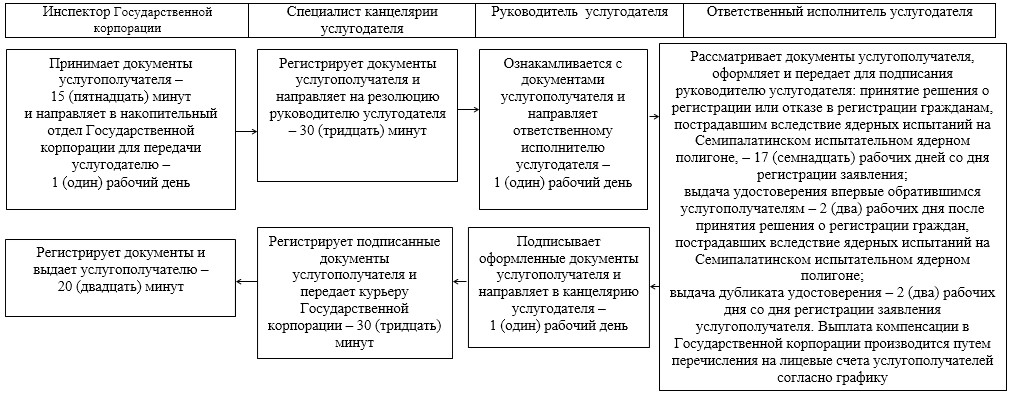 Инспектор Государственной
корпорации
Специалист канцелярии
услугодателя
Руководитель услугодателя
Ответственный исполнитель услугодателя
Принимает документы
услугополучателя –
15 (пятнадцать) минут
и направляет в накопительный
отдел Государственной
корпорации для передачи
услугодателю –
1 (один) рабочий день
Регистрирует документы
услугополучателя и
направляет на резолюцию
руководителю услугодателя
– 30 (тридцать) минут
Ознакамливается с
документами
услугополучателя и
направляет
ответственному
исполнителю
услугодателя –
1 (один) рабочий день
Рассматривает документы услугополучателя,
оформляет и передает для подписания
руководителю услугодателя: принятие решения о
регистрации или отказе в регистрации гражданам,
пострадавшим вследствие ядерных испытаний на
Семипалатинском испытательном ядерном
полигоне, – 17 (семнадцать) рабочих дней со дня
регистрации заявления;
выдача удостоверения впервые обратившимся
услугополучателям – 2 (два) рабочих дня после
принятия решения о регистрации граждан,
пострадавших вследствие ядерных испытаний на
Семипалатинском испытательном ядерном
полигоне;
выдача дубликата удостоверения – 2 (два) рабочих
дня со дня регистрации заявления
услугополучателя. Выплата компенсации в
Государственной корпорации производится путем
перечисления на лицевые счета услугополучателей
согласно графику
Регистрирует документы и
выдает услугополучателю –
20 (двадцать) минут
Регистрирует подписанные
документы
услугополучателя и
передает курьеру
Государственной
корпорации – 30 (тридцать)
минут
Подписывает
оформленные документы
услугополучателя и
направляет в канцелярию
услугодателя –
1 (один) рабочий день